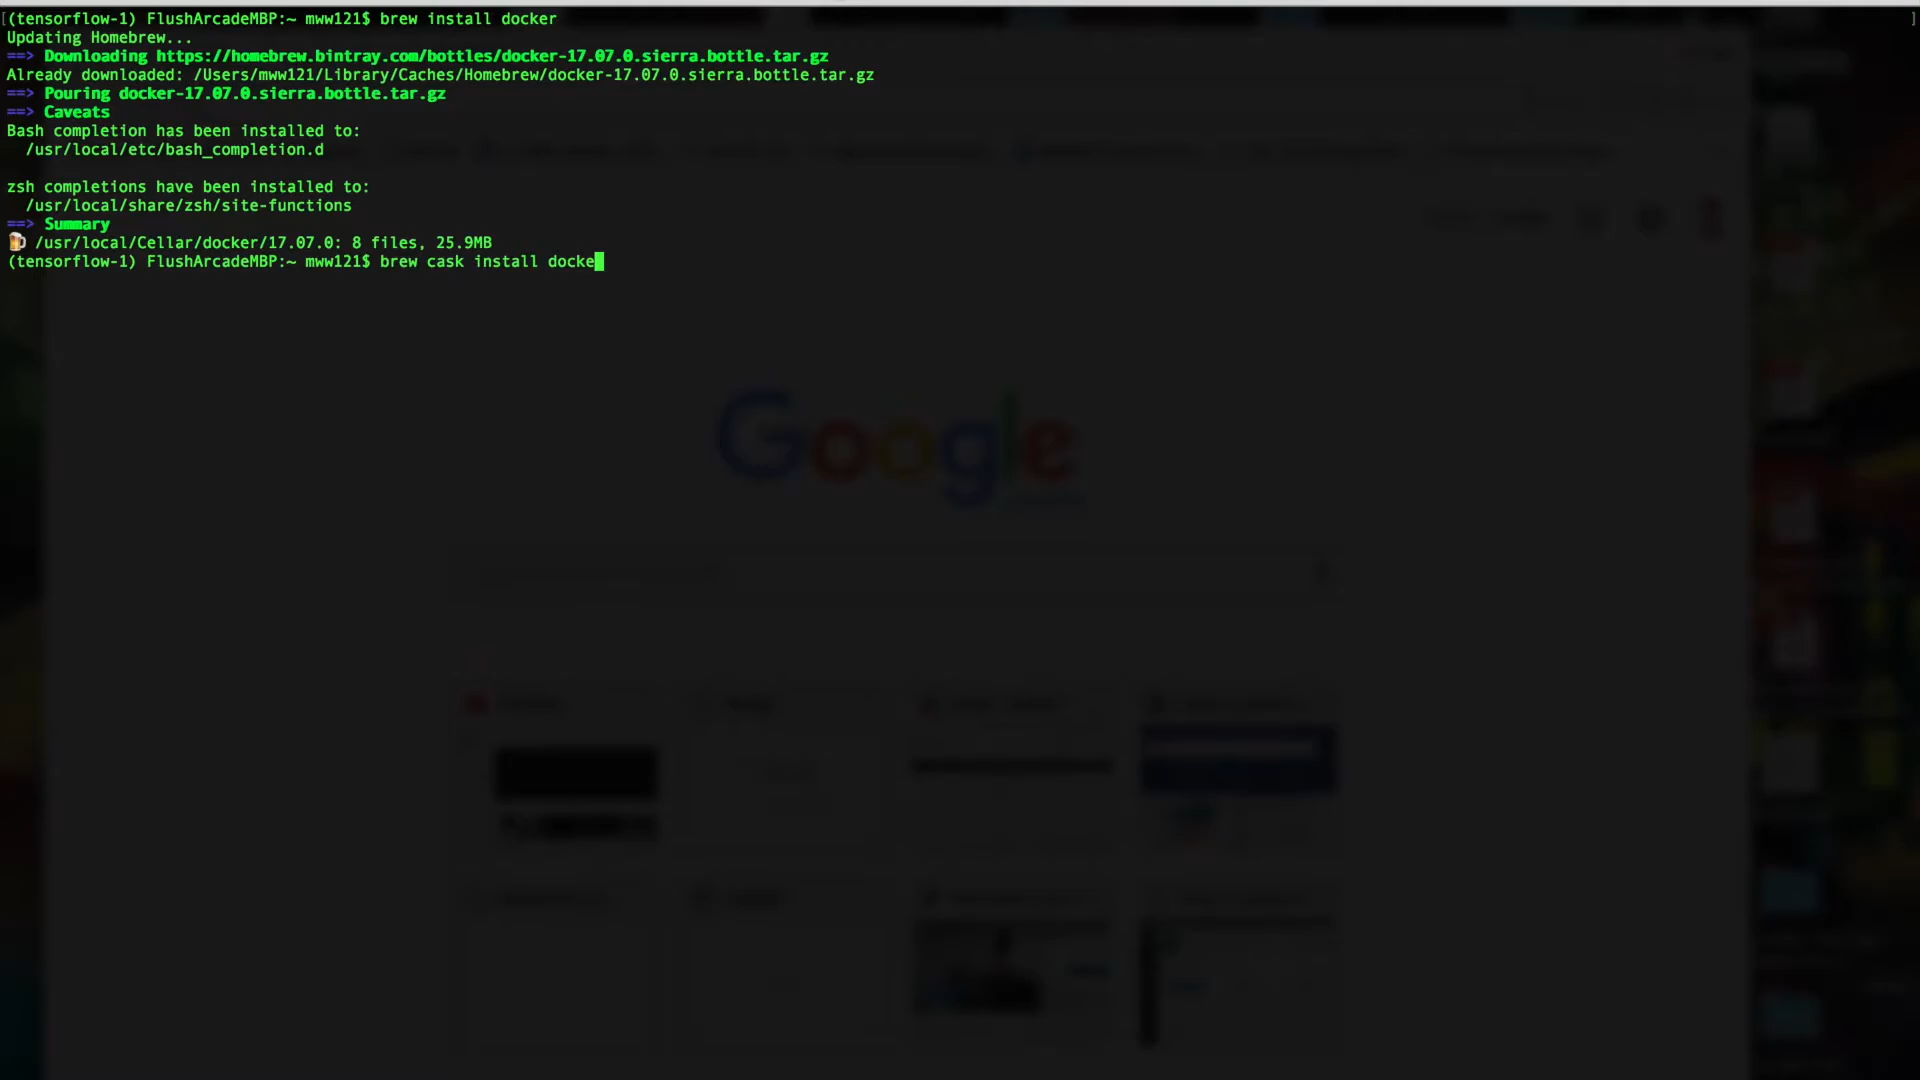 [(tensorflow-1) FlushArcadeMBP:~ mww121$ brew install docker ]
Updating Homebrew...
==> Downloading https://homebrew.bintray.com/bottles/docker-17.07.0.sierra.bottle.tar.gz
Already downloaded: /Users/mww121/Library/Caches/Homebrew/docker-17.07.0.sierra.bottle.tar.gz
==> Pouring docker-17.07.0.sierra.bottle.tar.gz
==> Caveats
Bash completion has been installed to:
  /usr/local/etc/bash_completion.d

zsh completions have been installed to:
  /usr/local/share/zsh/site-functions
==> Summary
🍺 /usr/local/Cellar/docker/17.07.0: 8 files, 25.9MB
(tensorflow-1) FlushArcadeMBP:~ mww121$ brew cask install docke
Google